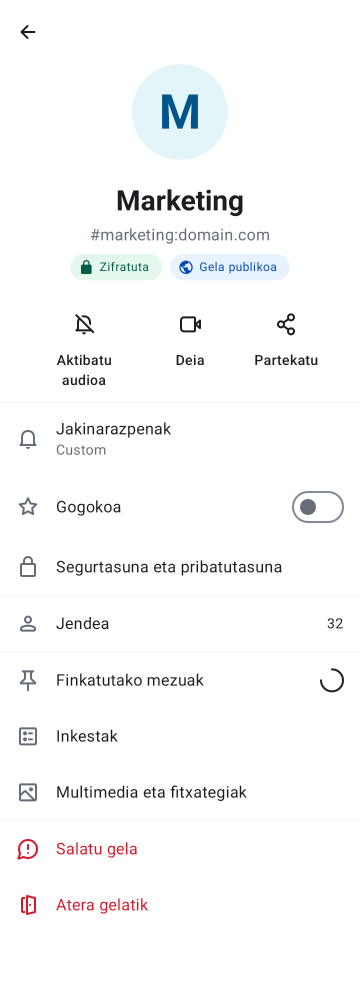 M
Marketing
#marketing:domain.com
Zifratuta
Gela publikoa
Aktibatu
audioa
Deia
Partekatu
Jakinarazpenak
Custom
Gogokoa
Segurtasuna eta pribatutasuna
Jendea
32
Finkatutako mezuak
Inkestak
Multimedia eta fitxategiak
Salatu gela
Atera gelatik